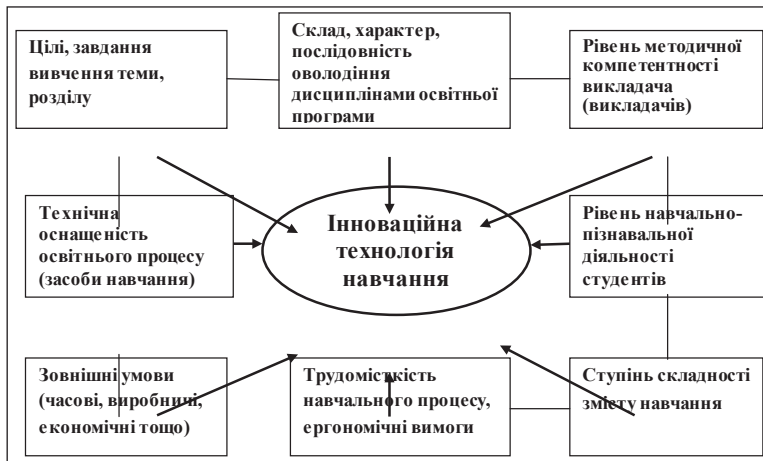 Цілі, завдання
вивчення теми,
розділу
Склад, характер,
послідовність
оволодіння
дисциплінами освітньої
програми
Рівень методичної
компетентності
викладача
(викладачів)
Технічна
оснащеність
освітнього процесу
(засоби навчання)
Інноваційна
технологія
навчання
Рівень навчально-
пізнавальної
діяльності
студентів
Зовнішні умови
(часові, виробничі,
економічні тощо)
Трудомісткість
навчального процесу,
ергономічні вимоги
Ступінь складності
змісту навчання